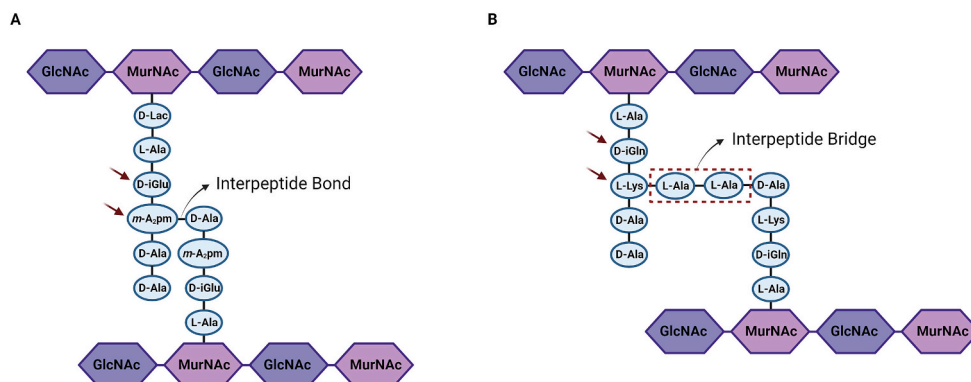 A
GlcNAc MurNAc GlcNAc MurNAc
D-Lac
L-Ala
D-iGlu
Interpeptide Bond
m-A₂pm D-Ala
D-Ala m-A₂pm
D-Ala D-iGlu
L-Ala
GlcNAc MurNAc GlcNAc MurNAc
B
GlcNAc MurNAc GlcNAc MurNAc
L-Ala
Interpeptide Bridge
D-iGln
L-Lys L-Ala L-Ala D-Ala
D-Ala L-Lys
D-Ala D-iGln
L-Ala
GlcNAc MurNAc GlcNAc MurNAc